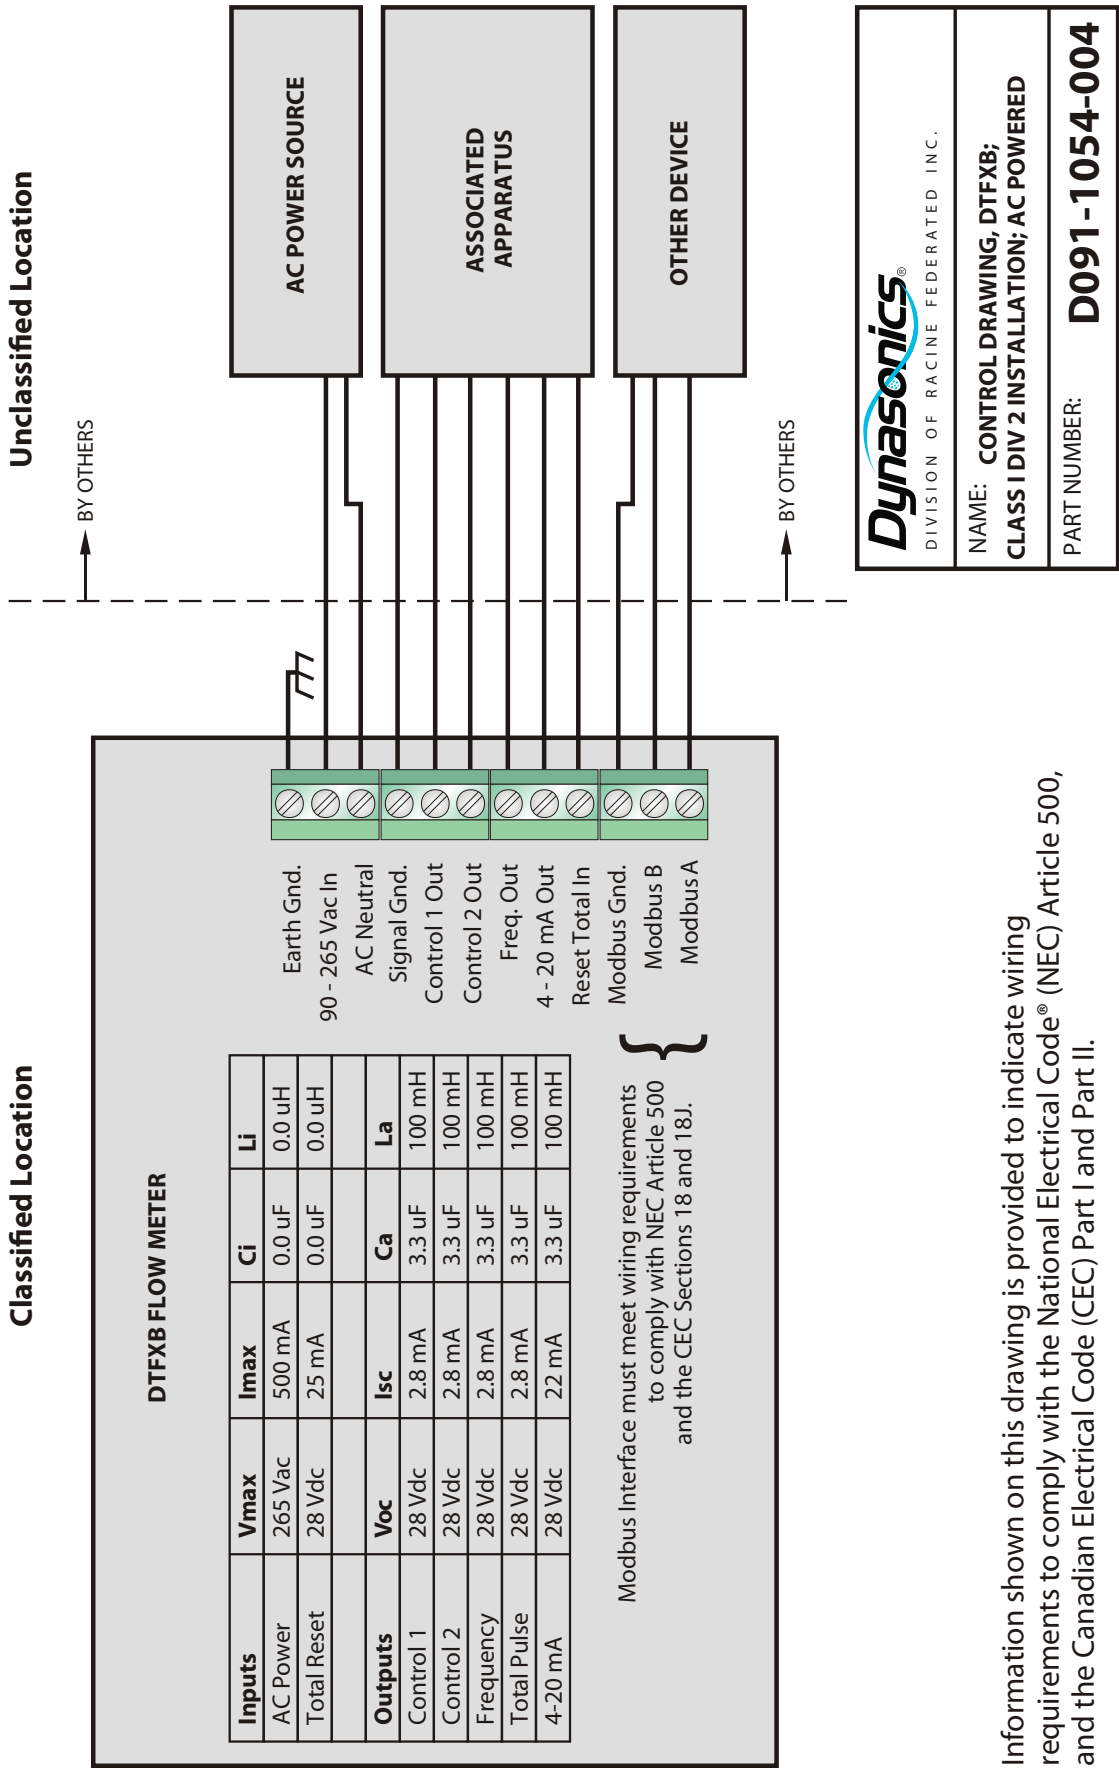 Classified Location
Unclassified Location
BY OTHERS
DTFXB FLOW METER
Inputs Vmax Imax Ci Li
AC Power 265 Vac 500 mA 0.0 uF 0.0 uH
Total Reset 28 Vdc 25 mA 0.0 uF 0.0 uH
Outputs Voc Isc Ca La
Control 1 28 Vdc 2.8 mA 3.3 uF 100 mH
Control 2 28 Vdc 2.8 mA 3.3 uF 100 mH
Frequency 28 Vdc 2.8 mA 3.3 uF 100 mH
Total Pulse 28 Vdc 2.8 mA 3.3 uF 100 mH
4-20 mA 28 Vdc 22 mA 3.3 uF 100 mH
Modbus Interface must meet wiring requirements
to comply with NEC Article 500
and the CEC Sections 18 and 18J.
}
Earth Gnd.
90 - 265 Vac In
AC Neutral
Signal Gnd.
Control 1 Out
Control 2 Out
Freq. Out
4 - 20 mA Out
Reset Total In
Modbus Gnd.
Modbus B
Modbus A
AC POWER SOURCE
ASSOCIATED
APPARATUS
OTHER DEVICE
BY OTHERS
Information shown on this drawing is provided to indicate wiring
requirements to comply with the National Electrical Code® (NEC) Article 500,
and the Canadian Electrical Code (CEC) Part I and Part II.
Dynasonics®
DIVISION OF RACINE FEDERATED INC.
NAME: CONTROL DRAWING, DTFXB;
CLASS I DIV 2 INSTALLATION; AC POWERED
PART NUMBER: D091-1054-004